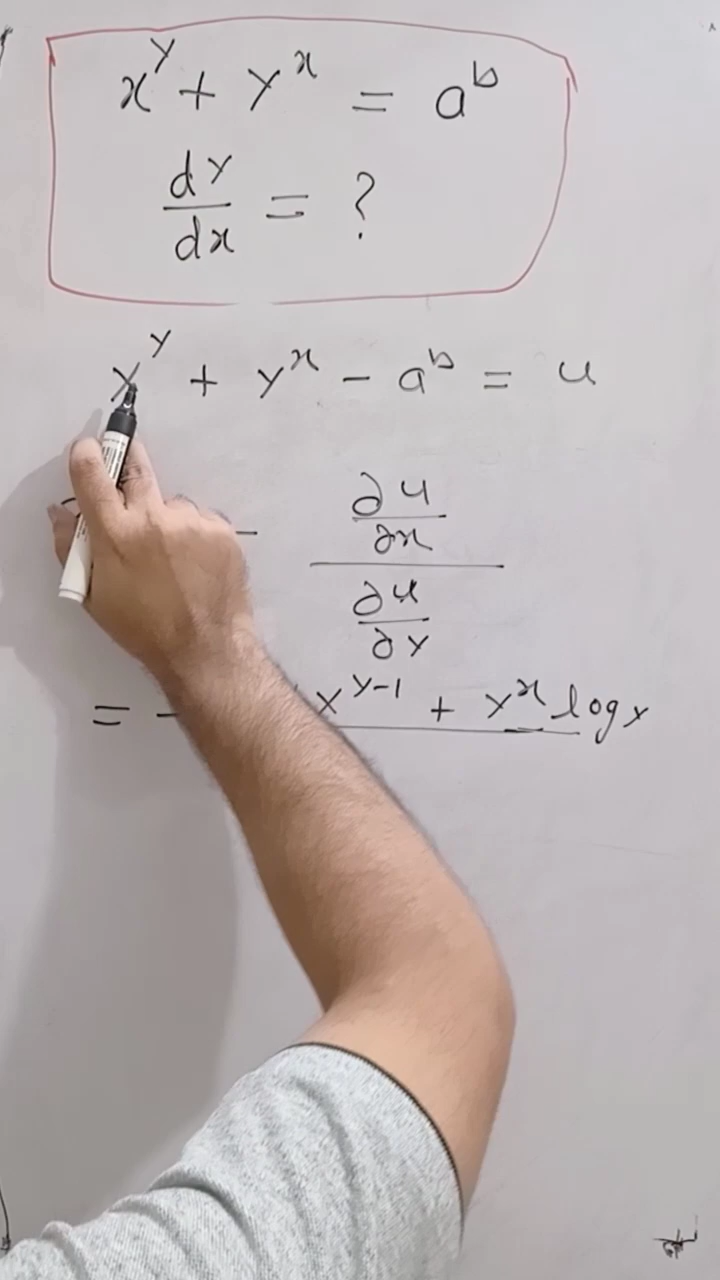 x^y + y^x = a^b
dy/dx = ?
x^y + y^x - a^b = u
- ∂u/∂x
∂u/∂y
= - x^y-1 + y^x log y